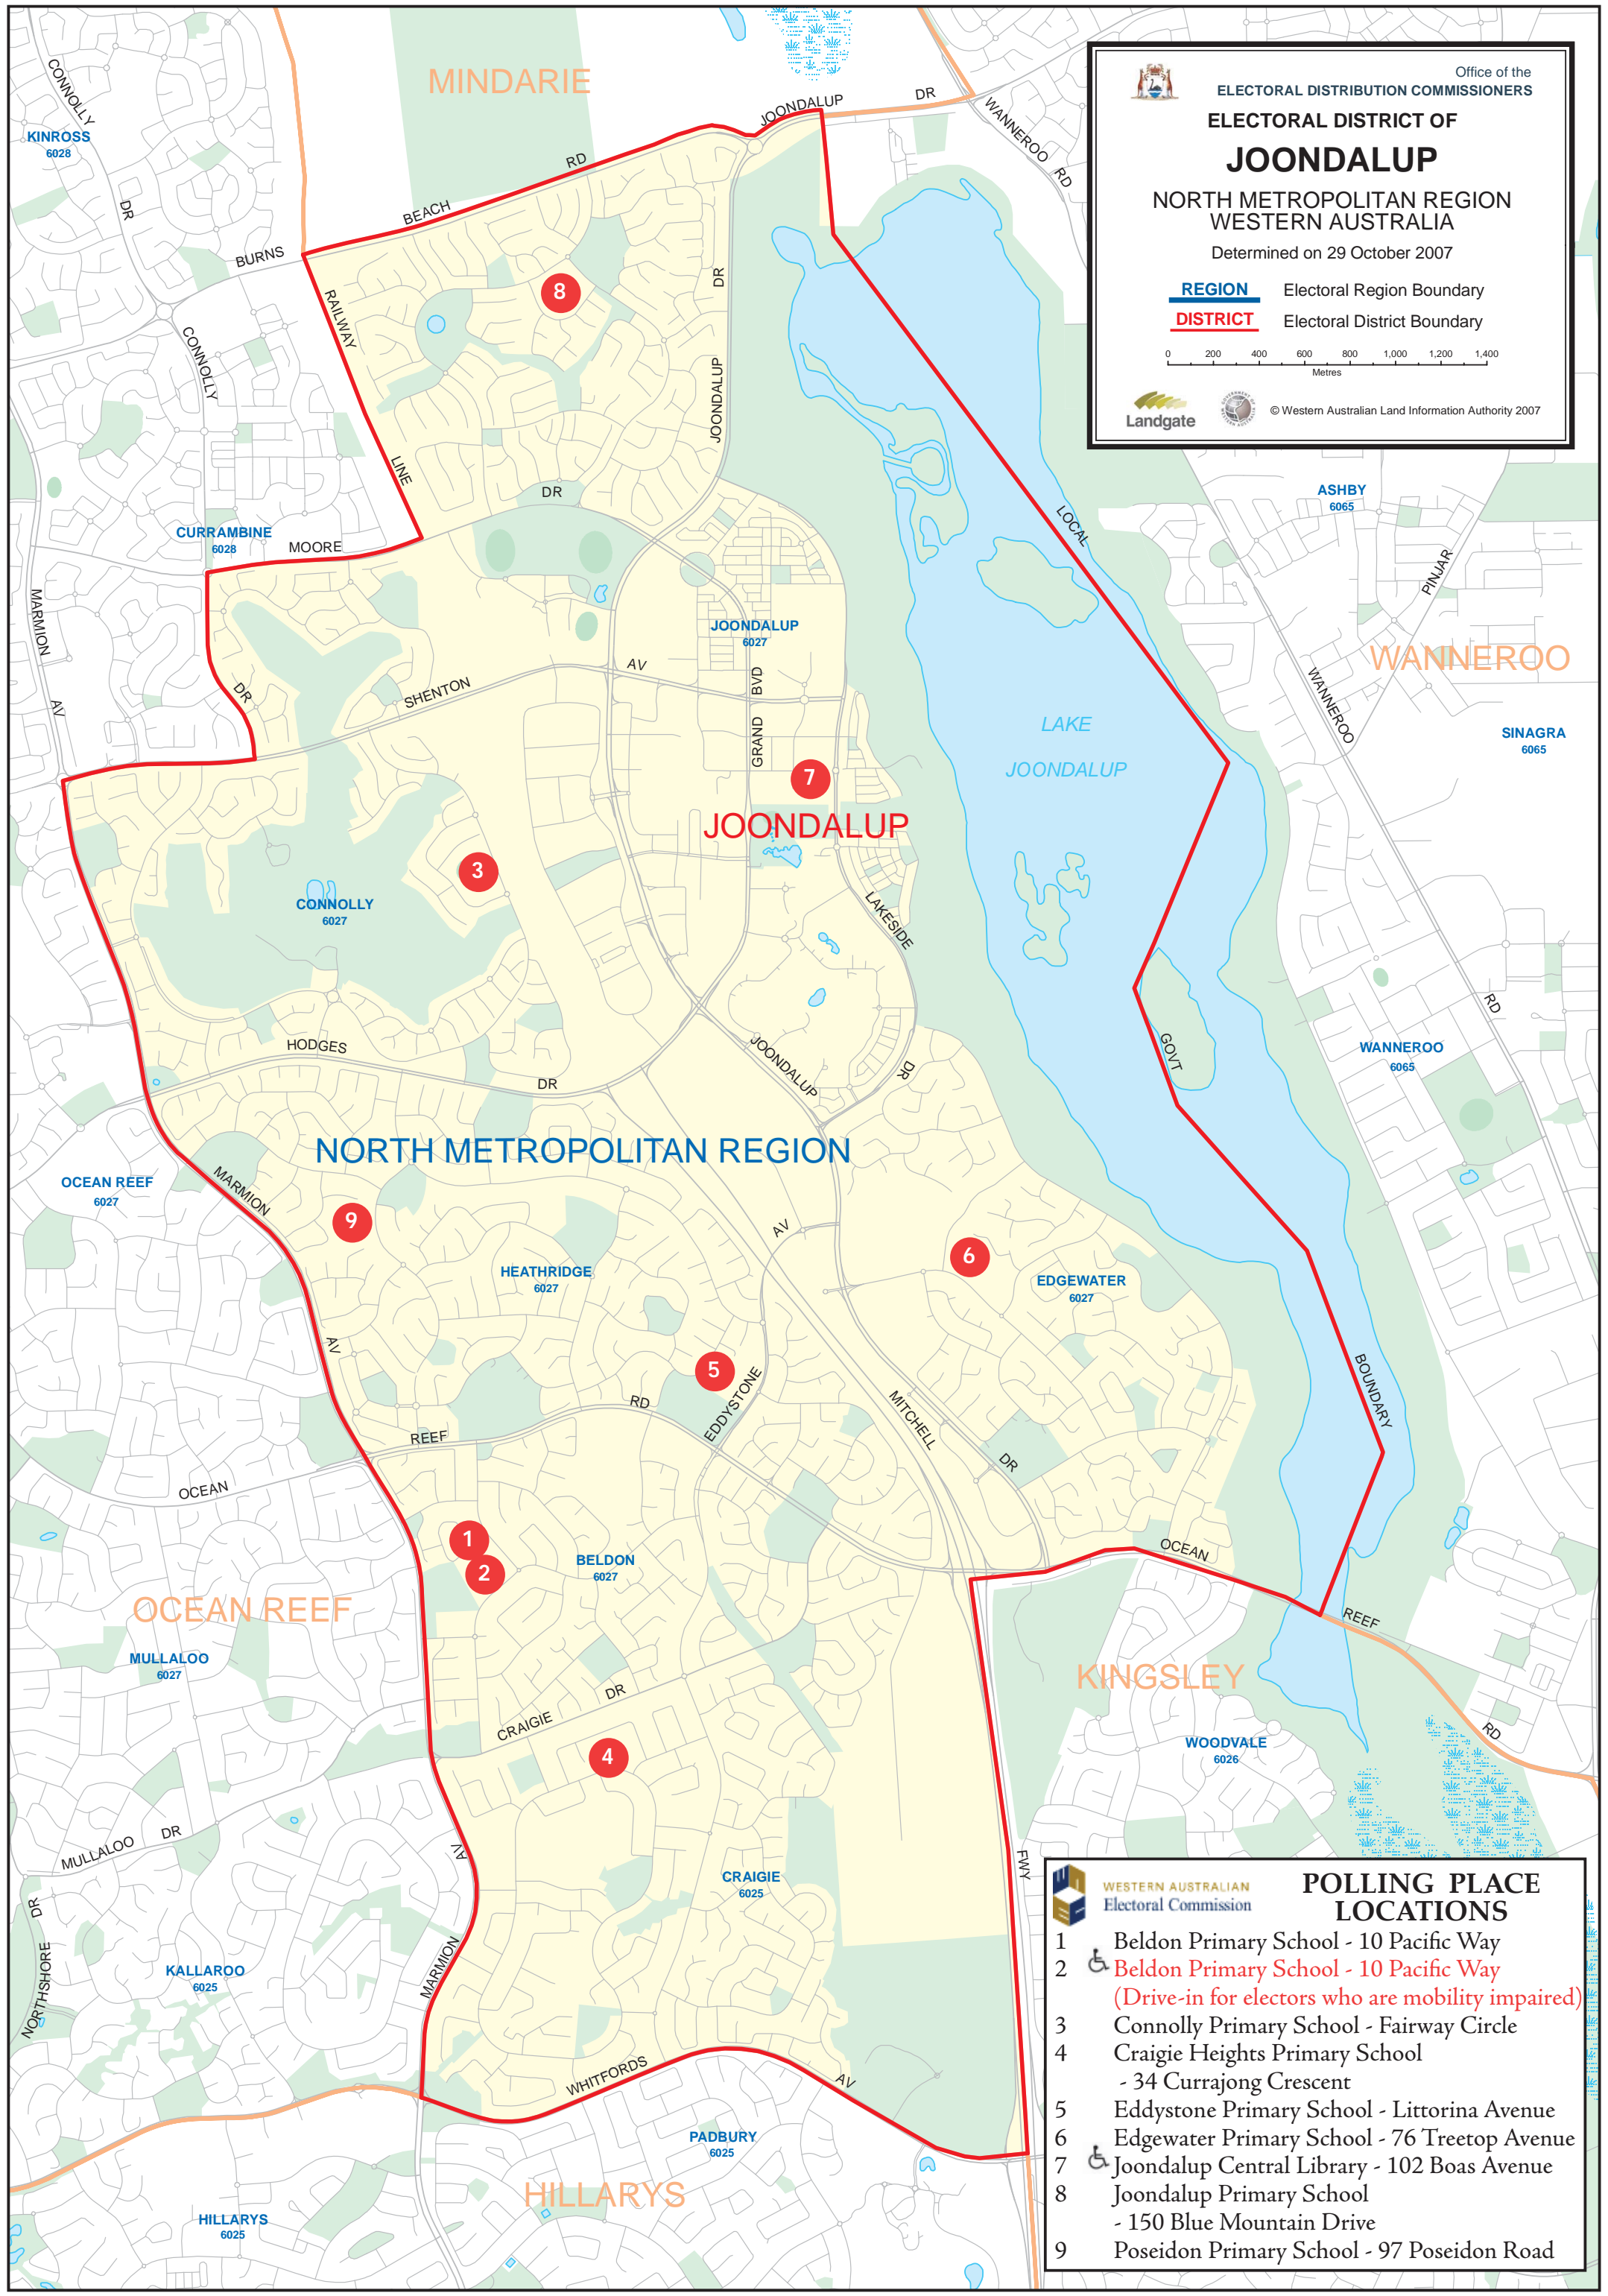 MINDARIE
CONNOLLY
DR
KINROSS
6028
JOONDALUP
DR
WANNEROO
RD
BEACH
RD
BURNS
RAILWAY
LINE
CONNOLLY
DR
JOONDALUP
Office of the
ELECTORAL DISTRIBUTION COMMISSIONERS
ELECTORAL DISTRICT OF
JOONDALUP
NORTH METROPOLITAN REGION
WESTERN AUSTRALIA
Determined on 29 October 2007
REGION Electoral Region Boundary
DISTRICT Electoral District Boundary
0 200 400 600 800 1,000 1,200 1,400
Metres
Landgate
© Western Australian Land Information Authority 2007
8
DR
CURRAMBINE
6028
MOORE
LOCAL
ASHBY
6065
PINJAR
MARMION
AV
JOONDALUP
6027
DR
SHENTON
AV
GRAND
BVD
WANNEROO
WANNEROO
SINAGRA
6065
LAKE
JOONDALUP
7
JOONDALUP
3
CONNOLLY
6027
LAKESIDE
DR
RD
HODGES
DR
JOONDALUP
GOVT
WANNEROO
6065
NORTH METROPOLITAN REGION
OCEAN REEF
6027
MARMION
AV
9
AV
6
HEATHRIDGE
6027
EDGEWATER
6027
5
EDDYSTONE
BOUNDARY
MITCHELL
DR
REEF
RD
OCEAN
1
2
BELDON
6027
OCEAN
REEF
RD
OCEAN REEF
MULLALOO
6027
KINGSLEY
WOODVALE
6026
CRAIGIE
DR
4
MULLALOO
DR
AV
FWY
CRAIGIE
6025
NORTHSHORE
DR
KALLAROO
6025
MARMION
WHITFORDS
AV
PADBURY
6025
HILLARYS
HILLARYS
6025
WESTERN AUSTRALIAN
Electoral Commission
POLLING PLACE
LOCATIONS
1 Beldon Primary School - 10 Pacific Way
2 Beldon Primary School - 10 Pacific Way
(Drive-in for electors who are mobility impaired)
3 Connolly Primary School - Fairway Circle
4 Craigie Heights Primary School
- 34 Currajong Crescent
5 Eddystone Primary School - Littorina Avenue
6 Edgewater Primary School - 76 Treetop Avenue
7 Joondalup Central Library - 102 Boas Avenue
8 Joondalup Primary School
- 150 Blue Mountain Drive
9 Poseidon Primary School - 97 Poseidon Road